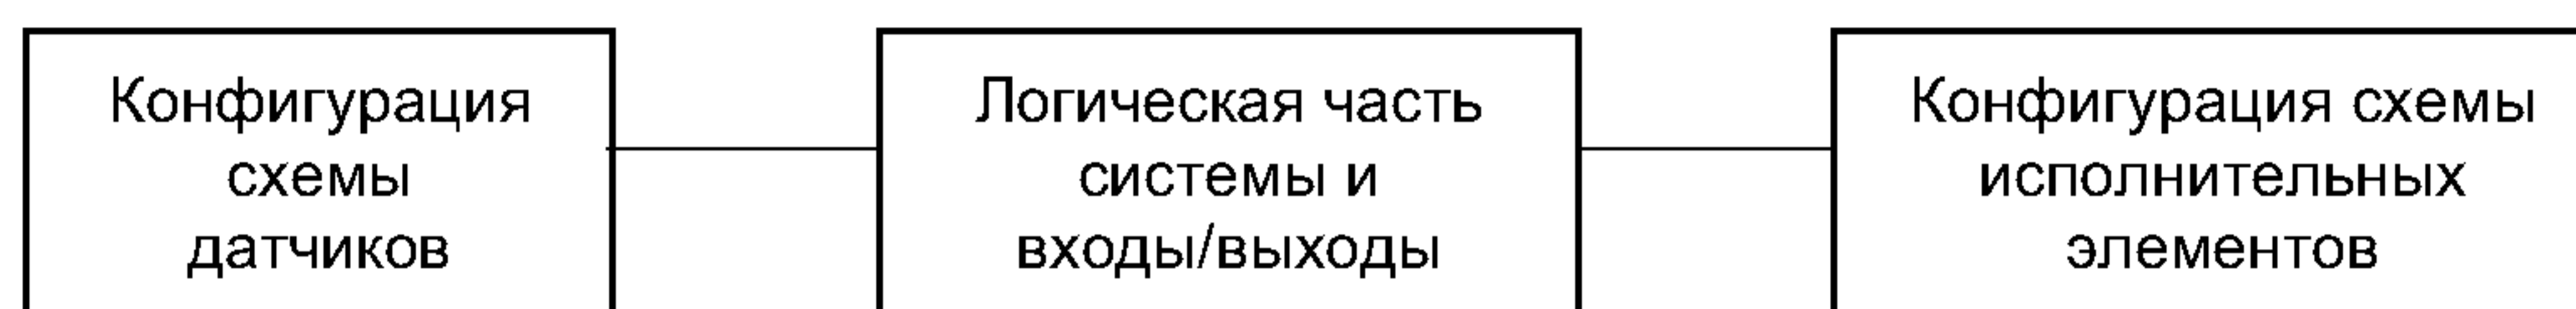 Конфигурация
схемы
датчиков
Логическая часть
системы и
входы/выходы
Конфигурация схемы
исполнительных
элементов